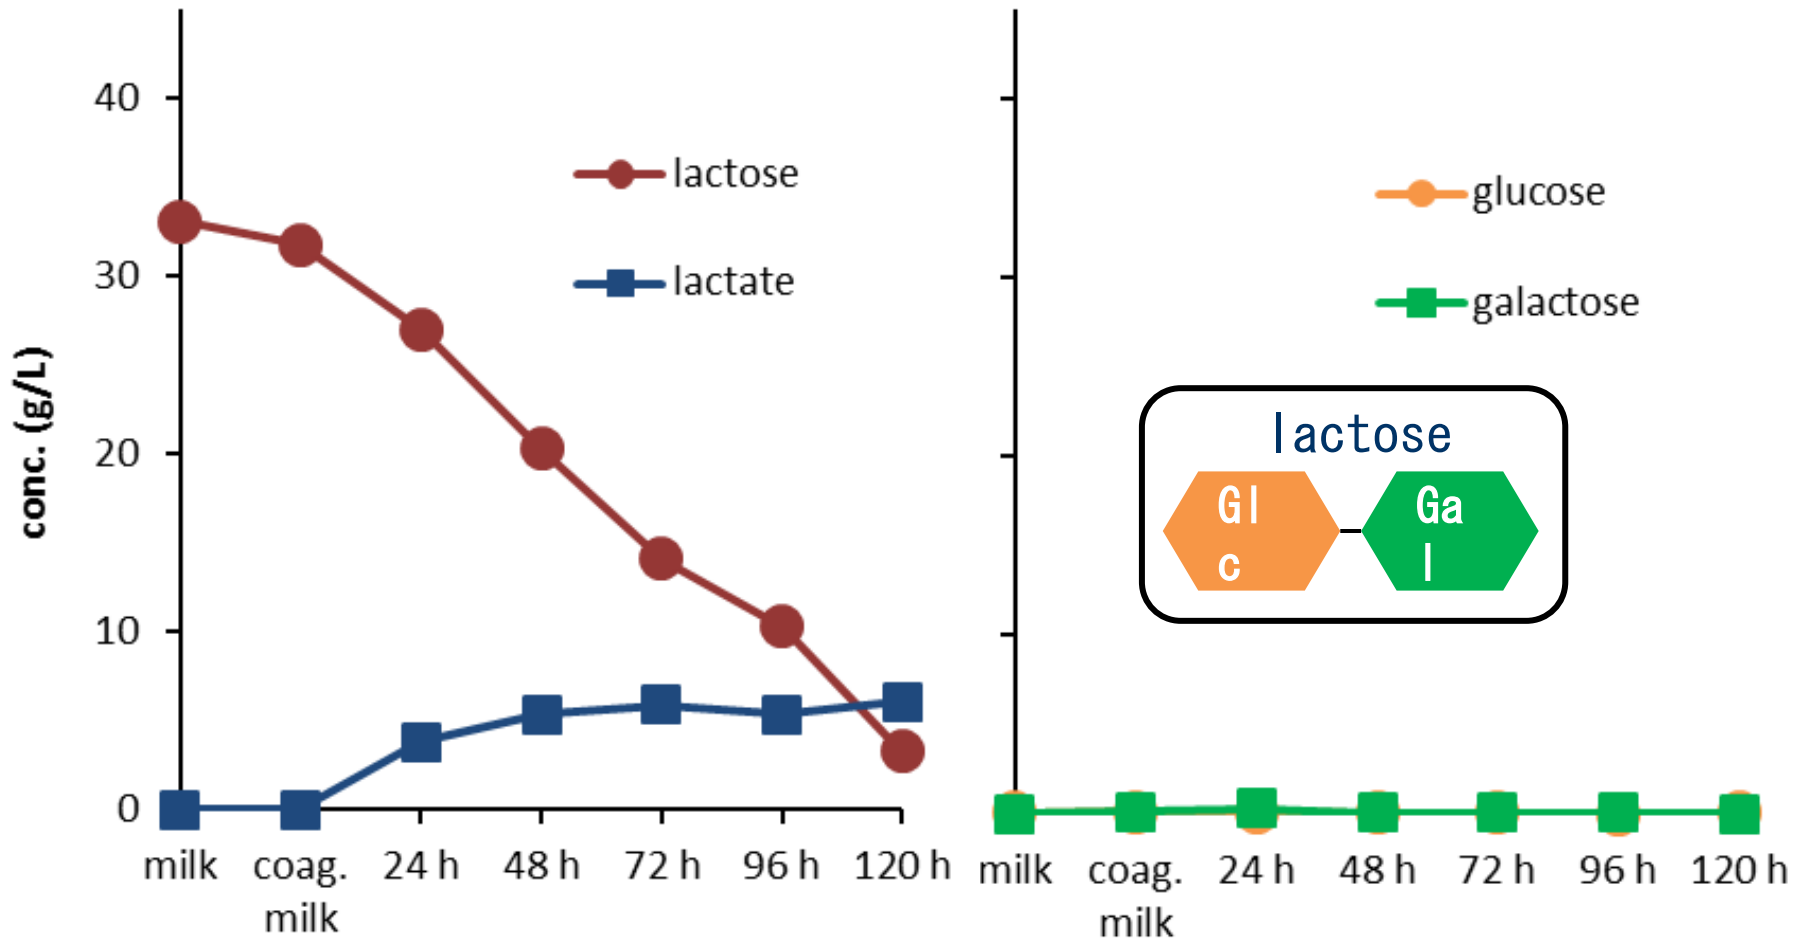 conc. (g/L)
40
30
20
10
0
lactose
lactate
milk
coag.
milk
24 h
48 h
72 h
96 h
120 h
glucose
galactose
lactose
Gl
c
Ga
l
milk
coag.
milk
24 h
48 h
72 h
96 h
120 h